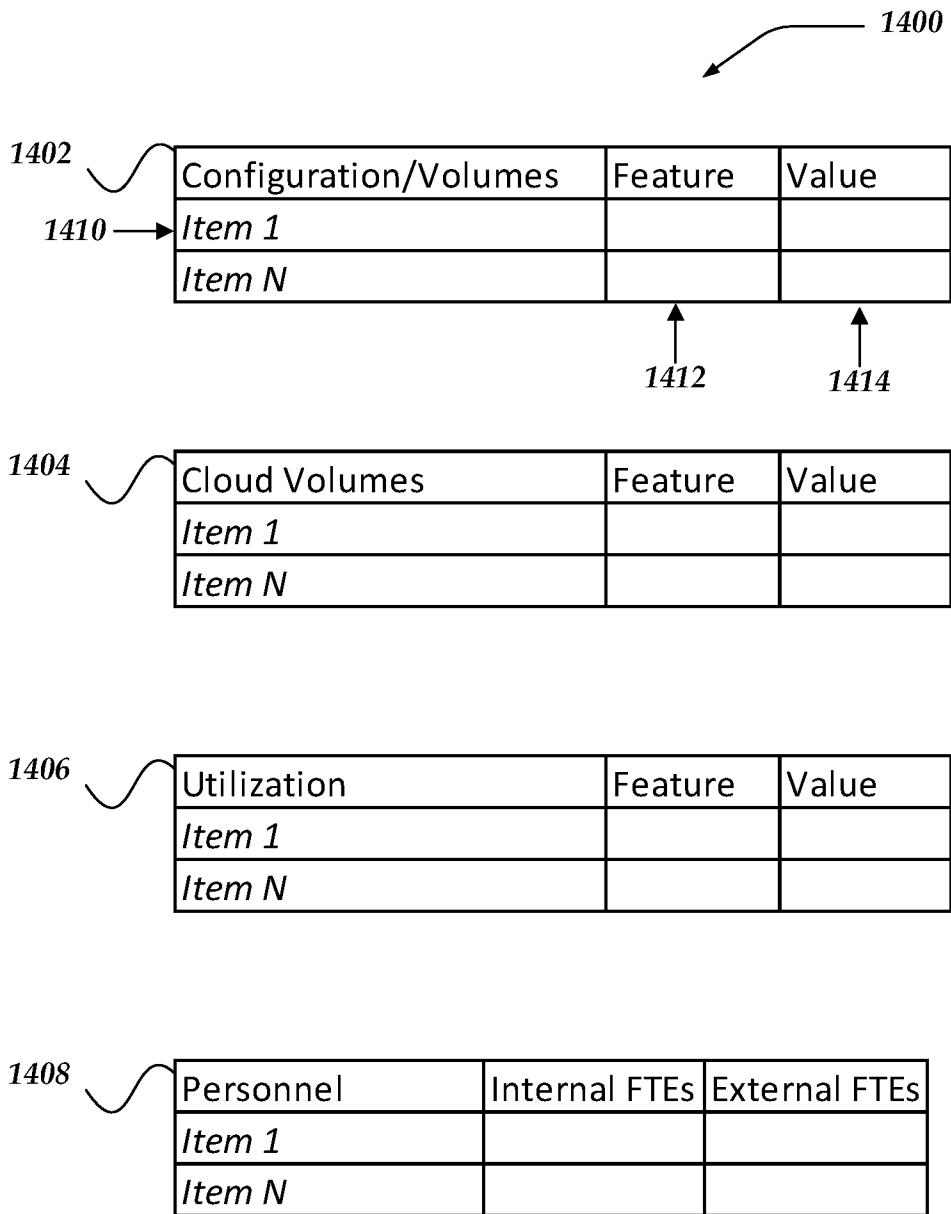 1400
1402
Configuration/Volumes Feature Value
1410 Item 1
Item N
1412 1414
1404
Cloud Volumes Feature Value
Item 1
Item N
1406
Utilization Feature Value
Item 1
Item N
1408
Personnel Internal FTEs External FTEs
Item 1
Item N